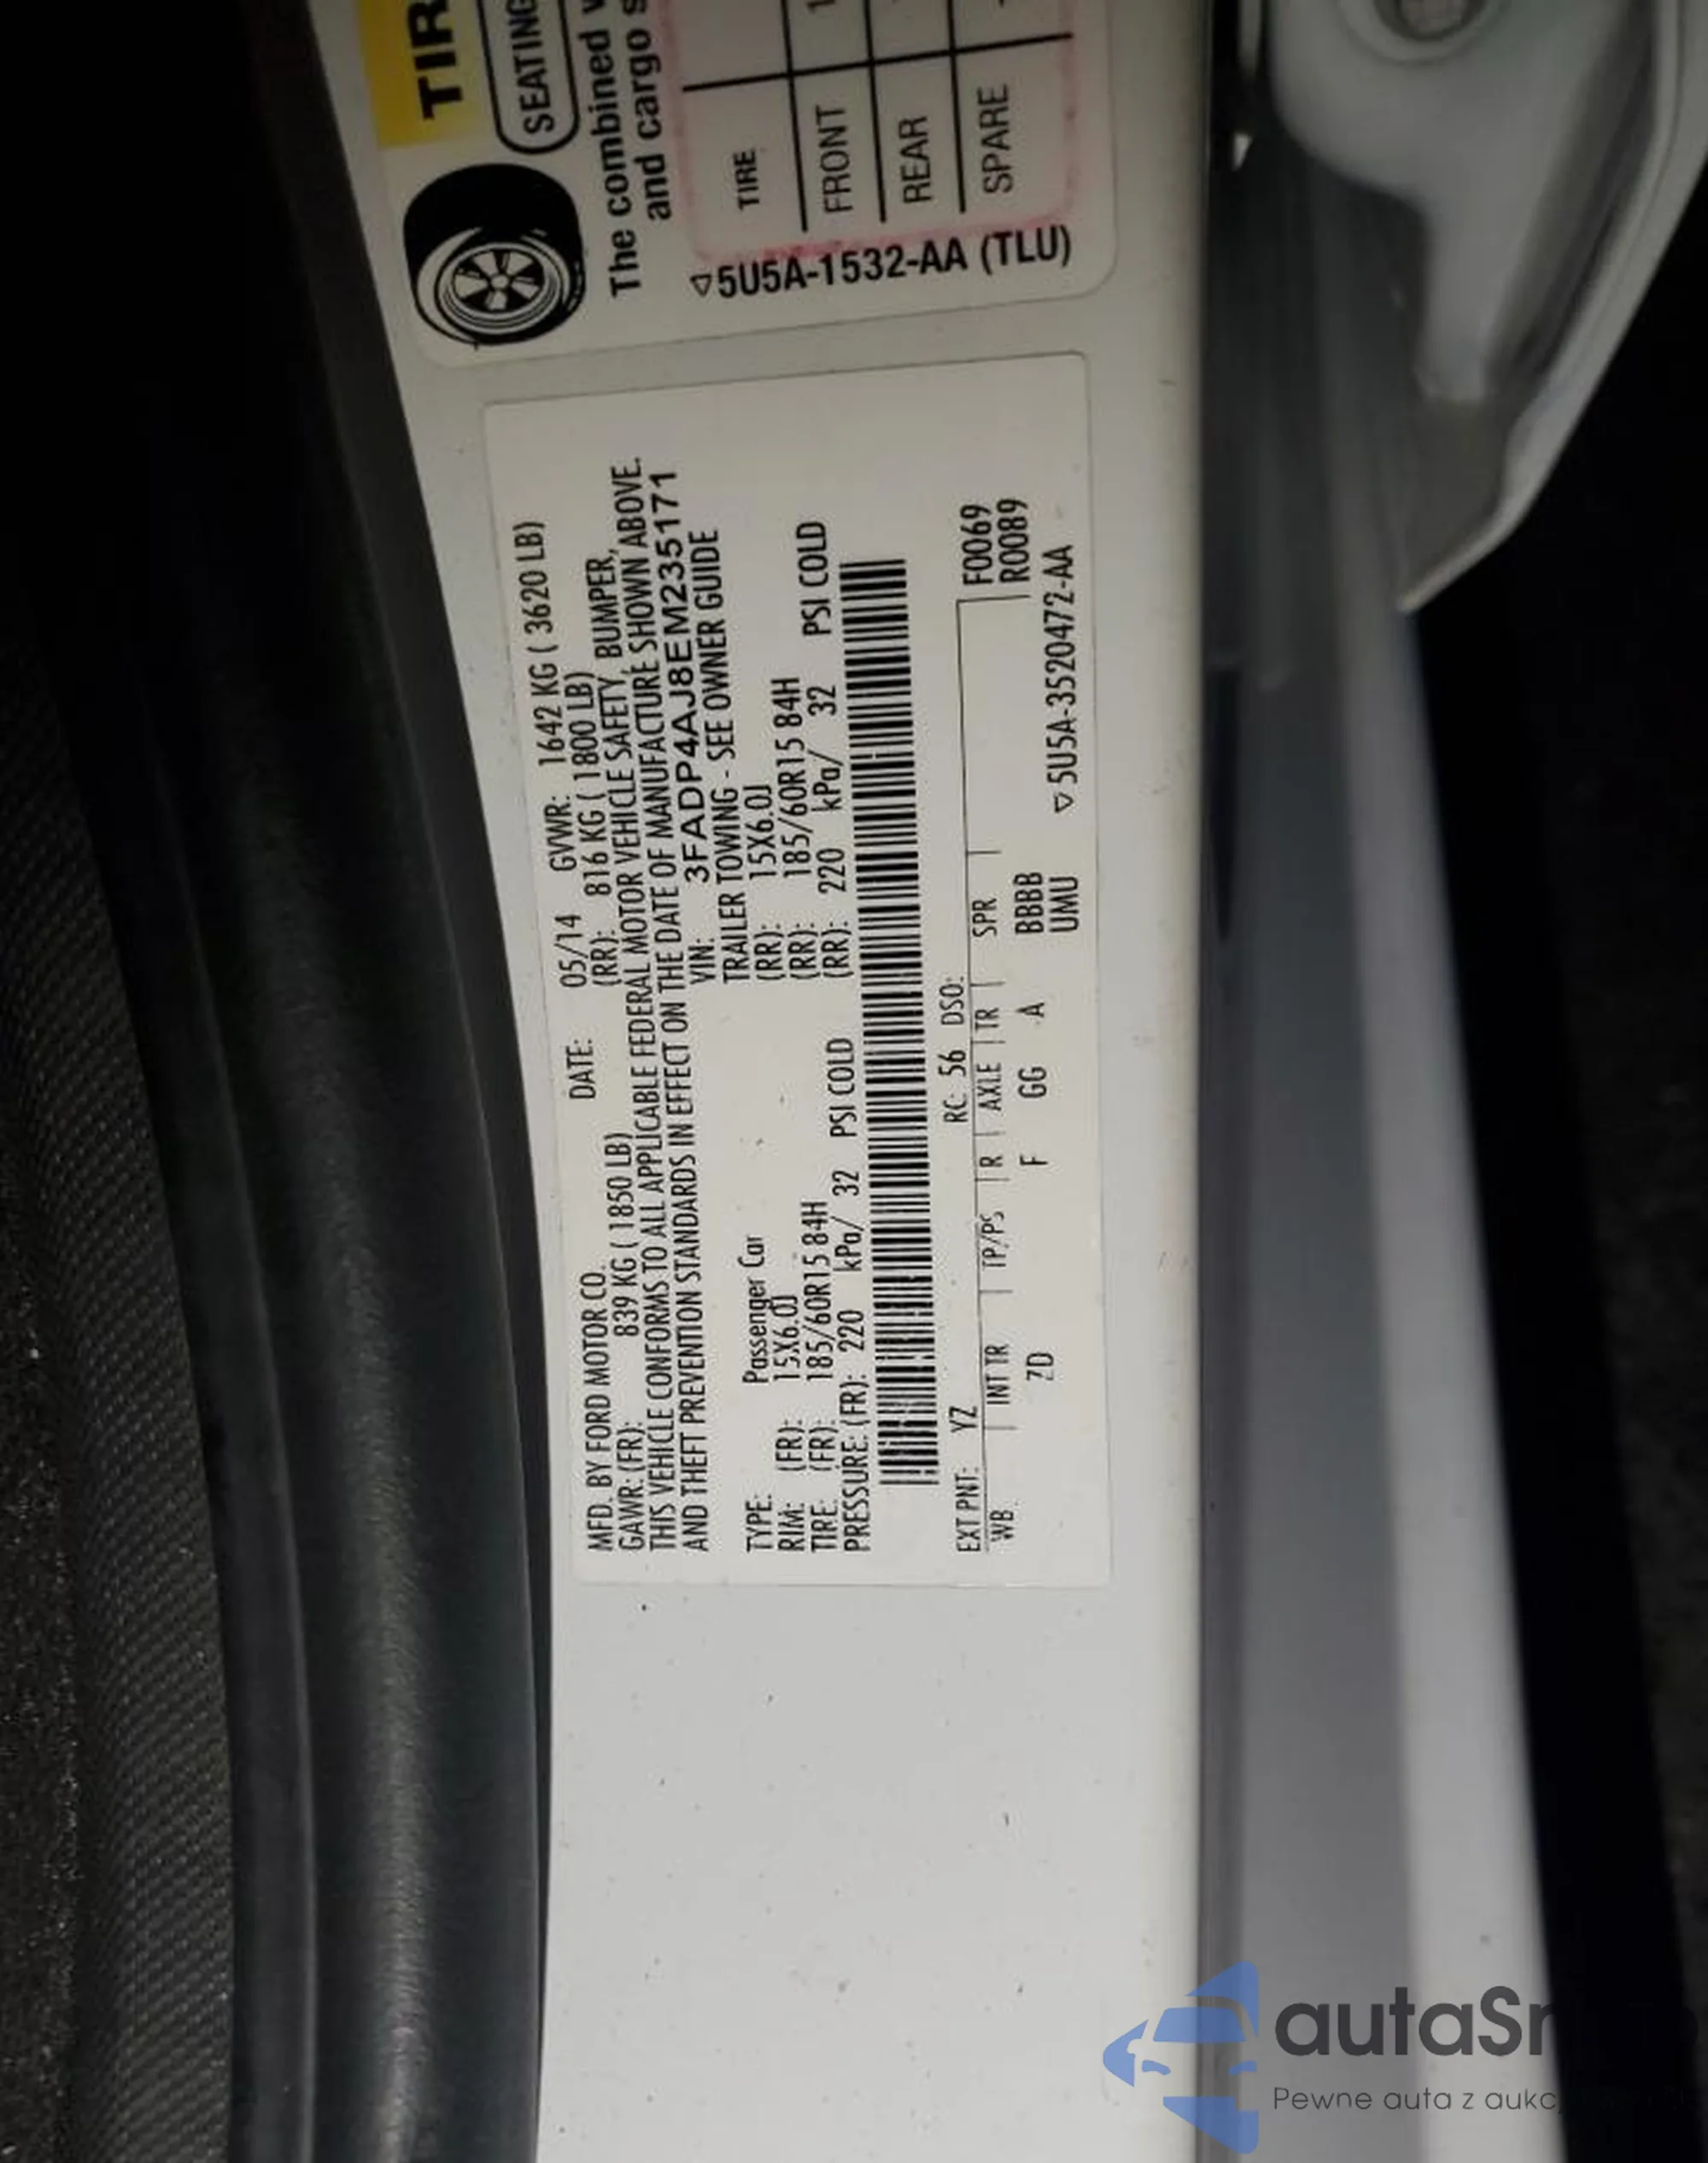 TIR
SEATING
The combined
and cargo
TIRE
FRONT
REAR
SPARE
5U5A-1532-AA (TLU)
MFD. BY FORD MOTOR CO. DATE: 05/14 GVWR: 1642 KG ( 3620 LB)
GAWR: (FR): 839 KG ( 1850 LB) (RR): 816 KG ( 1800 LB)
THIS VEHICLE CONFORMS TO ALL APPLICABLE FEDERAL MOTOR VEHICLE SAFETY, BUMPER,
AND THEFT PREVENTION STANDARDS IN EFFECT ON THE DATE OF MANUFACTURE SHOWN ABOVE.
VIN: 3FADP4AJ8EM235171
TYPE: Passenger Car TRAILER TOWING - SEE OWNER GUIDE
RIM: (FR): 15X6.0J (RR): 15X6.0J
TIRE: (FR): 185/60R15 84H (RR): 185/60R15 84H
PRESSURE: (FR): 220 kPa/ 32 PSI COLD (RR): 220 kPa/ 32 PSI COLD
EXT PNT: YZ RC: 56 DSO: F0069
WB INT TR TP/PS R AXLE TR SPR R0089
ZD F GG A BBBB
UMU 5U5A-3520472-AA
autaSr
Pewne auta z aukc